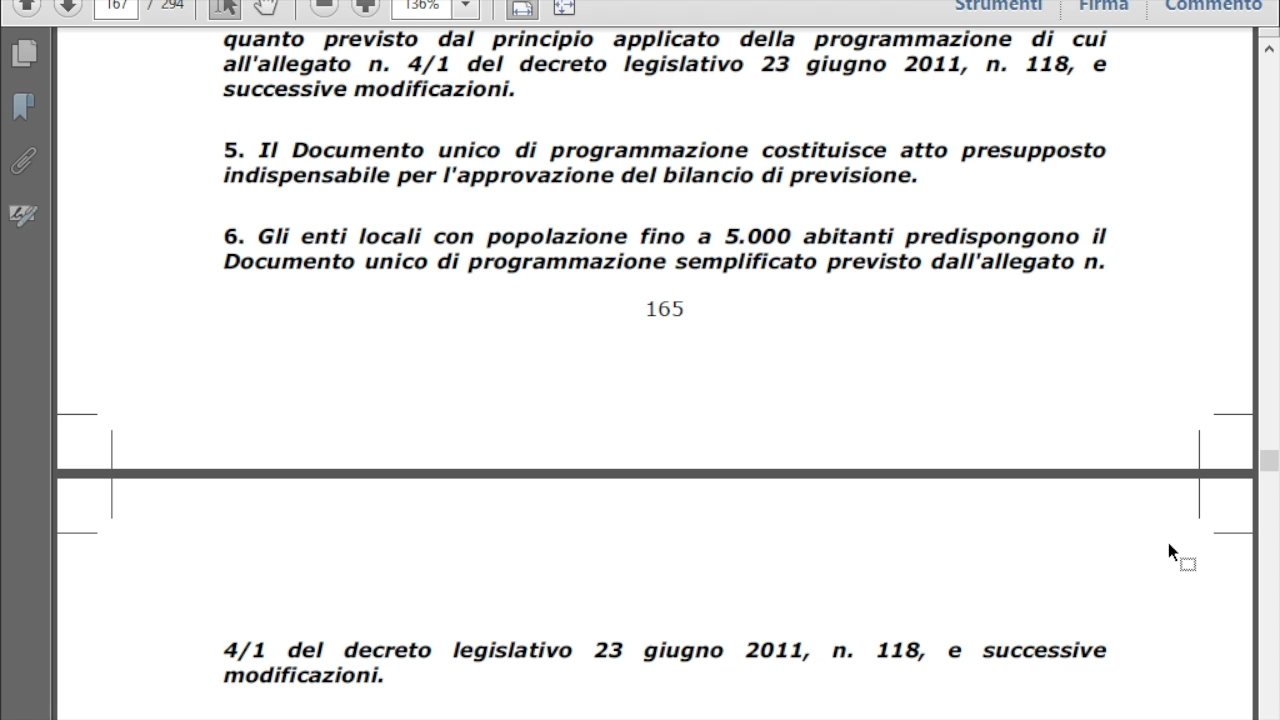 167 / 294 136% Strumenti Firma Commento
quanto previsto dal principio applicato della programmazione di cui
all'allegato n. 4/1 del decreto legislativo 23 giugno 2011, n. 118, e
successive modificazioni.
5. Il Documento unico di programmazione costituisce atto presupposto
indispensabile per l'approvazione del bilancio di previsione.
6. Gli enti locali con popolazione fino a 5.000 abitanti predispongono il
Documento unico di programmazione semplificato previsto dall'allegato n.
165
4/1 del decreto legislativo 23 giugno 2011, n. 118, e successive
modificazioni.